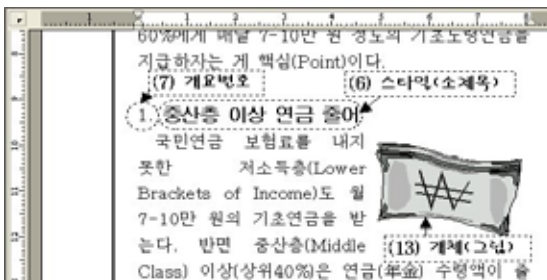 60%에게 매달 7-10만 원 정도의 기초노령연금을
지급하자는 게 핵심(Point)이다.
(7) 개요번호 (6) 스타일(소제목)
1. 중산층 이상 연금 줄어
국민연금 보험료를 내지
못한 저소득층(Lower
Brackets of Income)도 월
7-10만 원의 기초연금을 받
는다. 반면 중산층(Middle
(13) 개체(그림)
Class) 이상(상위40%)은 연금(年金) 수령액이 줄